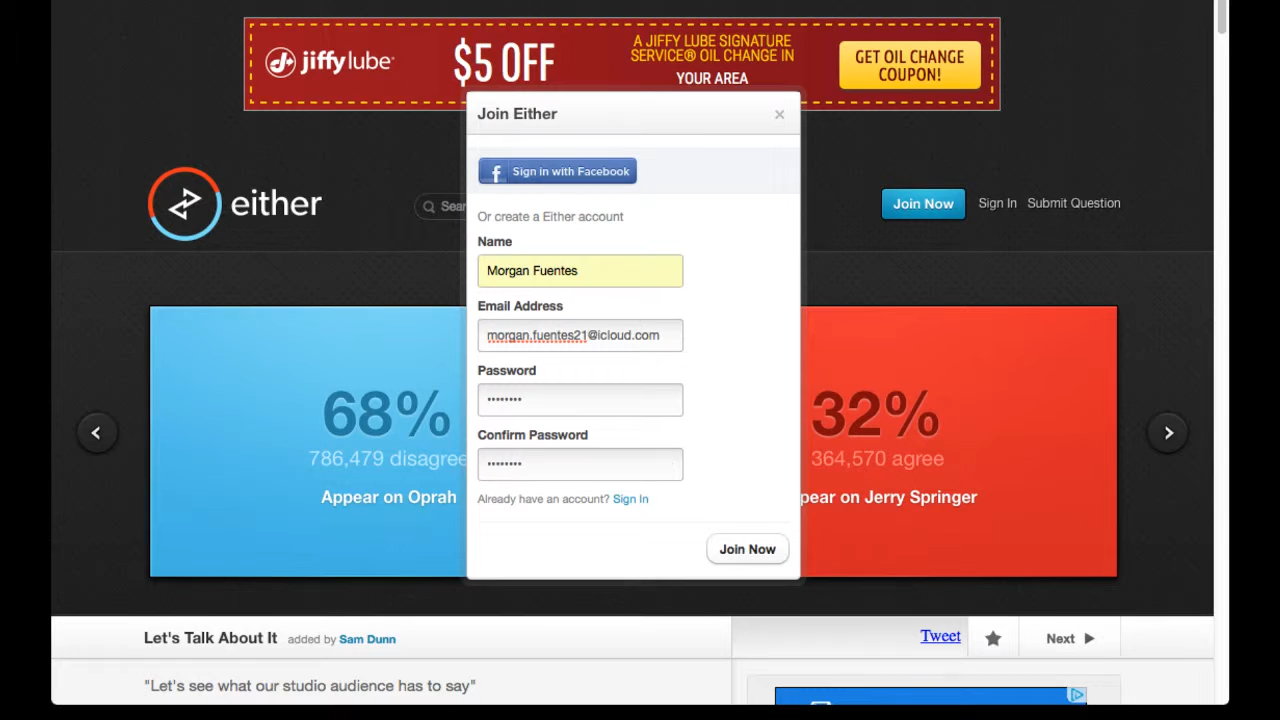 jiffylube
$5 OFF
A JIFFY LUBE SIGNATURE
SERVICE® OIL CHANGE IN
YOUR AREA
GET OIL CHANGE
COUPON!
Join Either
×
f Sign in with Facebook
either
Sear
Join Now
Sign In
Submit Question
Or create a Either account
Name
Morgan Fuentes
Email Address
morgan.fuentes21@icloud.com
Password
••••••••
Confirm Password
••••••••
Already have an account? Sign In
Join Now
68%
786,479 disagree
Appear on Oprah
32%
364,570 agree
pear on Jerry Springer
Let's Talk About It added by Sam Dunn
Tweet
Next
"Let's see what our studio audience has to say"